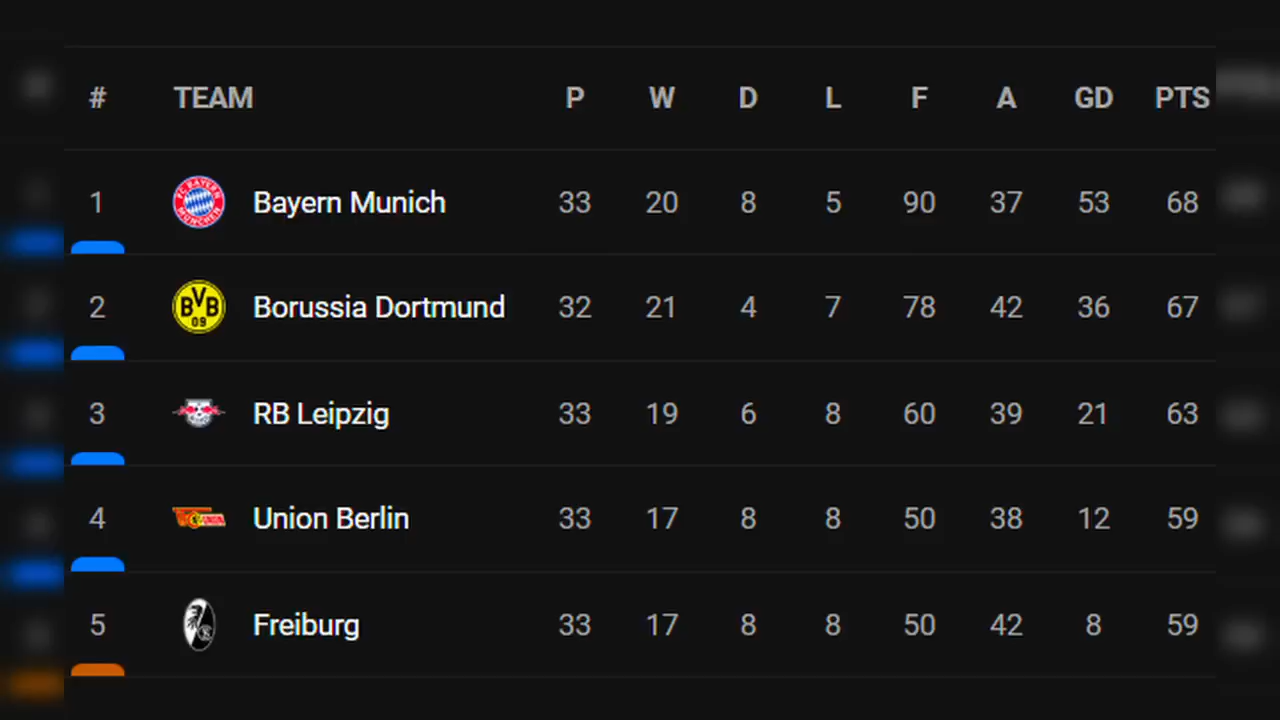 # TEAM P W D L F A GD PTS
1 Bayern Munich 33 20 8 5 90 37 53 68
2 Borussia Dortmund 32 21 4 7 78 42 36 67
3 RB Leipzig 33 19 6 8 60 39 21 63
4 Union Berlin 33 17 8 8 50 38 12 59
5 Freiburg 33 17 8 8 50 42 8 59